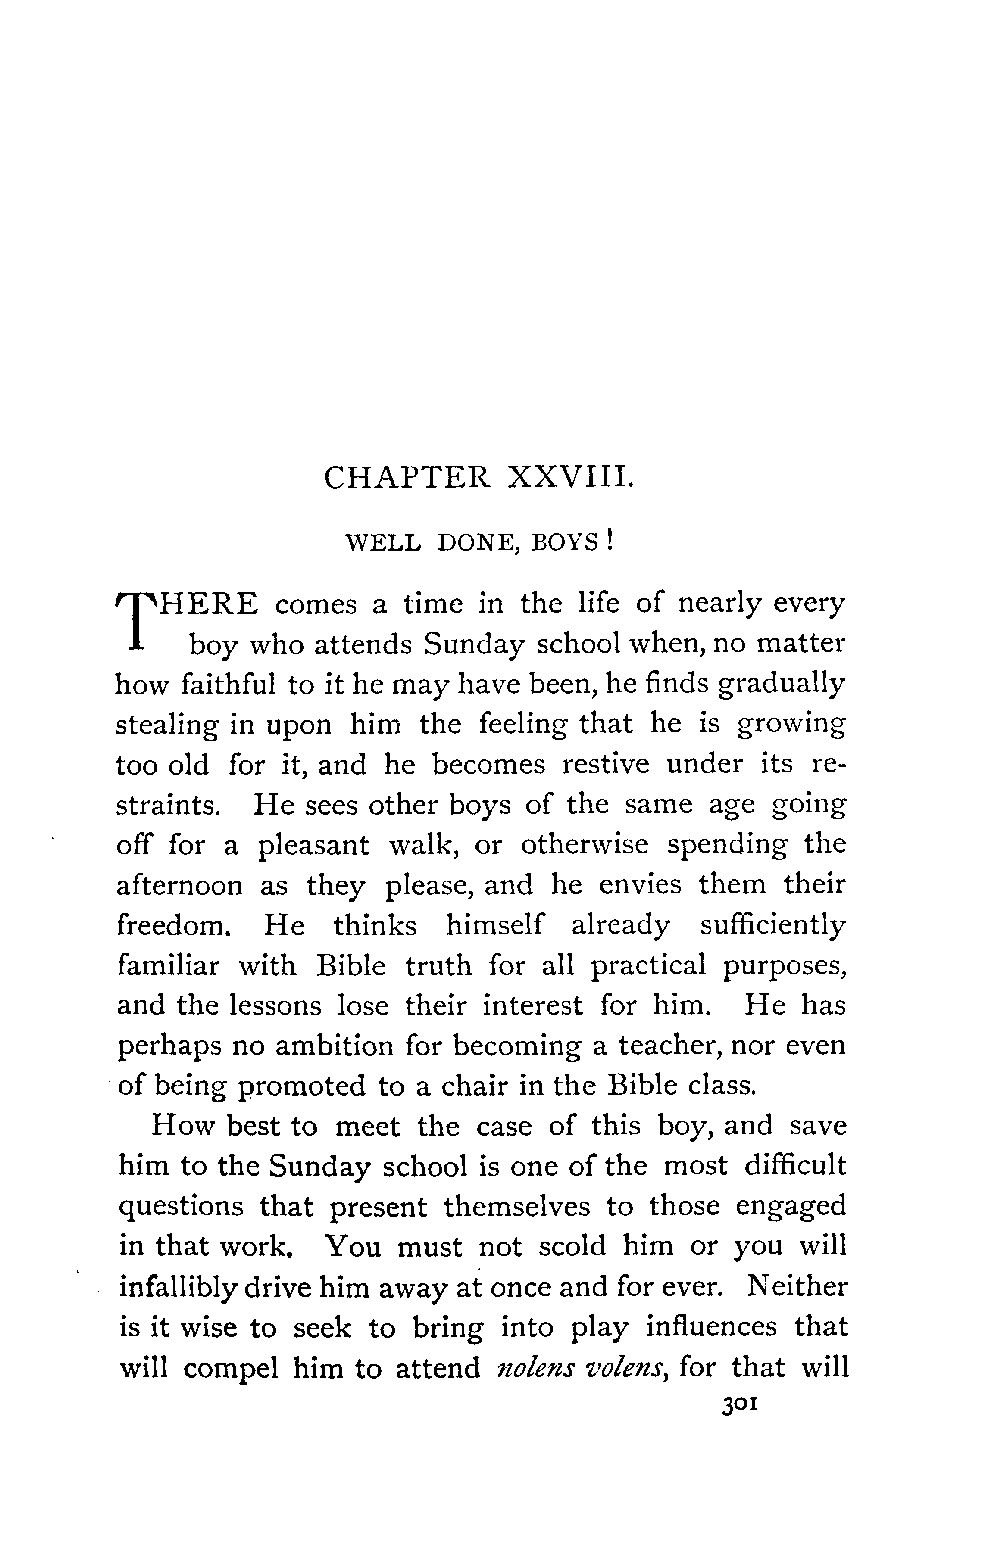 CHAPTER XXVIII.
WELL DONE, BOYS!
THERE comes a time in the life of nearly every
boy who attends Sunday school when, no matter
how faithful to it he may have been, he finds gradually
stealing in upon him the feeling that he is growing
too old for it, and he becomes restive under its re-
straints. He sees other boys of the same age going
off for a pleasant walk, or otherwise spending the
afternoon as they please, and he envies them their
freedom. He thinks himself already sufficiently
familiar with Bible truth for all practical purposes,
and the lessons lose their interest for him. He has
perhaps no ambition for becoming a teacher, nor even
of being promoted to a chair in the Bible class.
How best to meet the case of this boy, and save
him to the Sunday school is one of the most difficult
questions that present themselves to those engaged
in that work. You must not scold him or you will
infallibly drive him away at once and for ever. Neither
is it wise to seek to bring into play influences that
will compel him to attend nolens volens, for that will
301